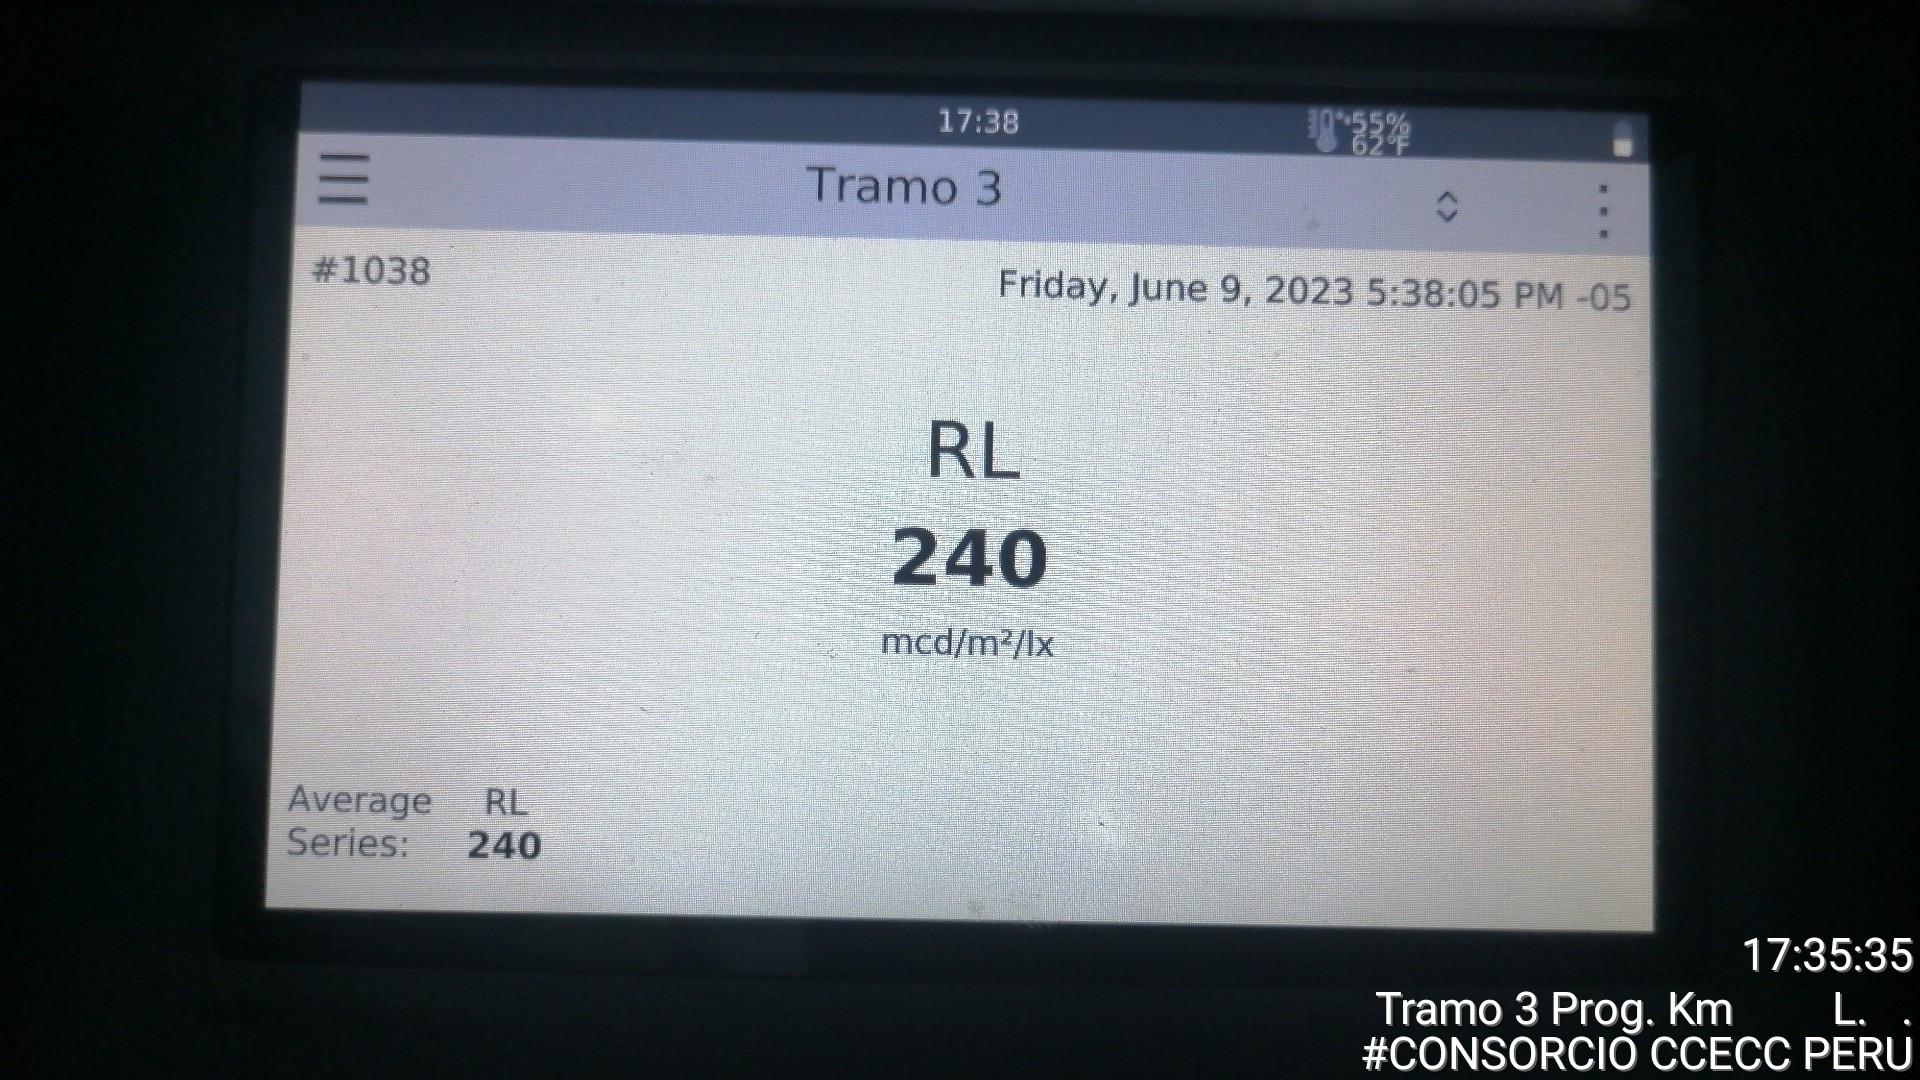 17:38
55%
62°F
Tramo 3
#1038
Friday, June 9, 2023 5:38:05 PM -05
RL
240
mcd/m²/lx
Average RL
Series: 240
17:35:35
Tramo 3 Prog. Km L. .
#CONSORCIO CCECC PERU